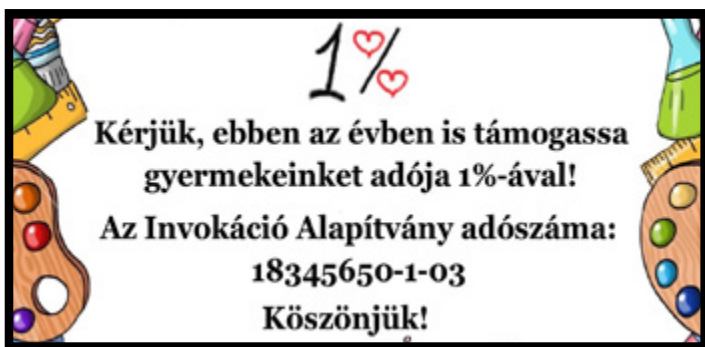 1%
Kérjük, ebben az évben is támogassa
gyermekeinket adója 1%-ával!
Az Invokáció Alapítvány adószáma:
18345650-1-03
Köszönjük!